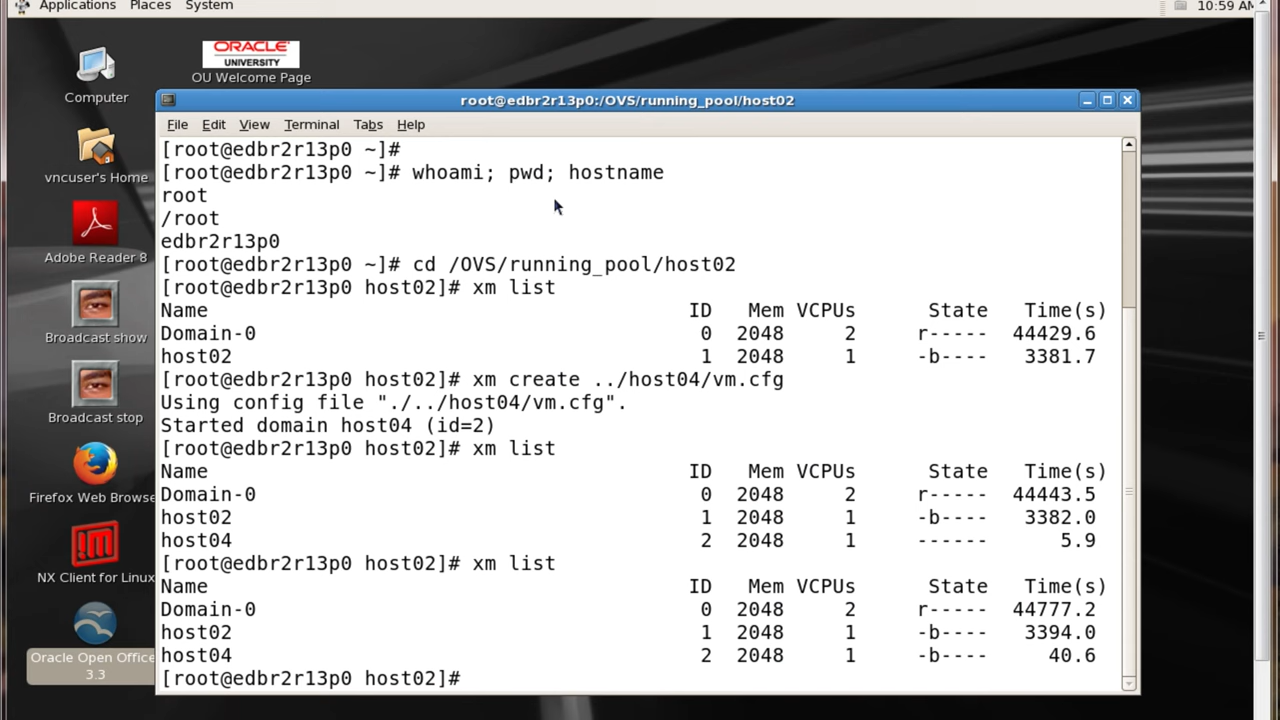 Applications Places System 10:59 AM
ORACLE
UNIVERSITY
OU Welcome Page
Computer
vncuser's Home
Adobe Reader 8
Broadcast show
Broadcast stop
Firefox Web Browse
NX Client for Linux
Oracle Open Office
3.3
root@edbr2r13p0:/OVS/running_pool/host02
File Edit View Terminal Tabs Help
[root@edbr2r13p0 ~]#
[root@edbr2r13p0 ~]# whoami; pwd; hostname
root
/root
edbr2r13p0
[root@edbr2r13p0 ~]# cd /OVS/running_pool/host02
[root@edbr2r13p0 host02]# xm list
Name ID Mem VCPUs State Time(s)
Domain-0 0 2048 2 r----- 44429.6
host02 1 2048 1 -b---- 3381.7
[root@edbr2r13p0 host02]# xm create ../host04/vm.cfg
Using config file "./../host04/vm.cfg".
Started domain host04 (id=2)
[root@edbr2r13p0 host02]# xm list
Name ID Mem VCPUs State Time(s)
Domain-0 0 2048 2 r----- 44443.5
host02 1 2048 1 -b---- 3382.0
host04 2 2048 1 ------ 5.9
[root@edbr2r13p0 host02]# xm list
Name ID Mem VCPUs State Time(s)
Domain-0 0 2048 2 r----- 44777.2
host02 1 2048 1 -b---- 3394.0
host04 2 2048 1 -b---- 40.6
[root@edbr2r13p0 host02]#